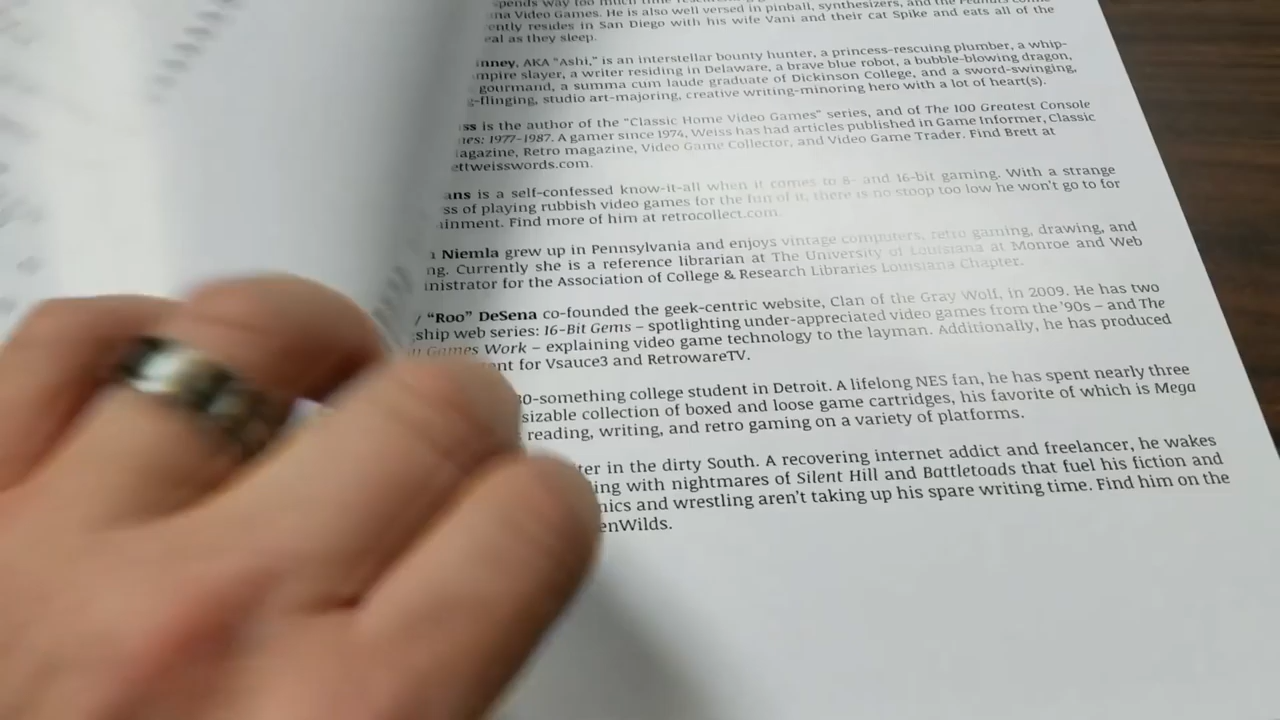 spends way too much time
na Video Games. He is also well versed in pinball, synthesizers, and the Peanuts
ently resides in San Diego with his wife Vani and their cat Spike and eats all of the
eal as they sleep.
nney, AKA "Ashi," is an interstellar bounty hunter, a princess-rescuing plumber, a whip-
mpire slayer, a writer residing in Delaware, a brave blue robot, a bubble-blowing dragon,
gourmand, a summa cum laude graduate of Dickinson College, and a sword-swinging,
-flinging, studio art-majoring, creative writing-minoring hero with a lot of heart(s).
ss is the author of the "Classic Home Video Games" series, and of The 100 Greatest Console
es: 1977–1987. A gamer since 1974, Weiss has had articles published in Game Informer, Classic
agazine, Retro magazine, Video Game Collector, and Video Game Trader. Find Brett at
ettweisswords.com.
ans is a self-confessed know-it-all when it comes to 8- and 16-bit gaming. With a strange
ss of playing rubbish video games for the fun of it, there is no stoop too low he won't go to for
ainment. Find more of him at retrocollect.com.
Niemla grew up in Pennsylvania and enjoys vintage computers, retro gaming, drawing, and
ng. Currently she is a reference librarian at The University of Louisiana at Monroe and Web
inistrator for the Association of College & Research Libraries Louisiana Chapter.
/ "Roo" DeSena co-founded the geek-centric website, Clan of the Gray Wolf, in 2009. He has two
ship web series: 16-Bit Gems – spotlighting under-appreciated video games from the '90s – and The
Games Work – explaining video game technology to the layman. Additionally, he has produced
ent for Vsauce3 and RetrowareTV.
30-something college student in Detroit. A lifelong NES fan, he has spent nearly three
sizable collection of boxed and loose game cartridges, his favorite of which is Mega
reading, writing, and retro gaming on a variety of platforms.
ter in the dirty South. A recovering internet addict and freelancer, he wakes
ing with nightmares of Silent Hill and Battletoads that fuel his fiction and
nics and wrestling aren't taking up his spare writing time. Find him on the
enWilds.